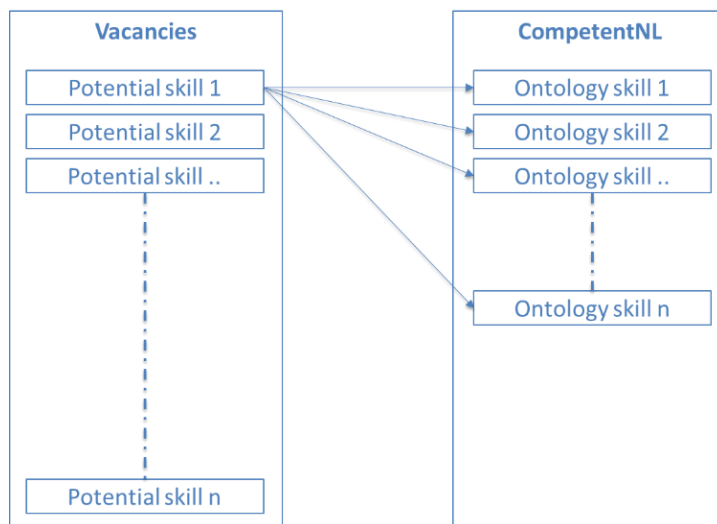 Vacancies
Potential skill 1
Potential skill 2
Potential skill ..
Potential skill n
CompetentNL
Ontology skill 1
Ontology skill 2
Ontology skill ..
Ontology skill n